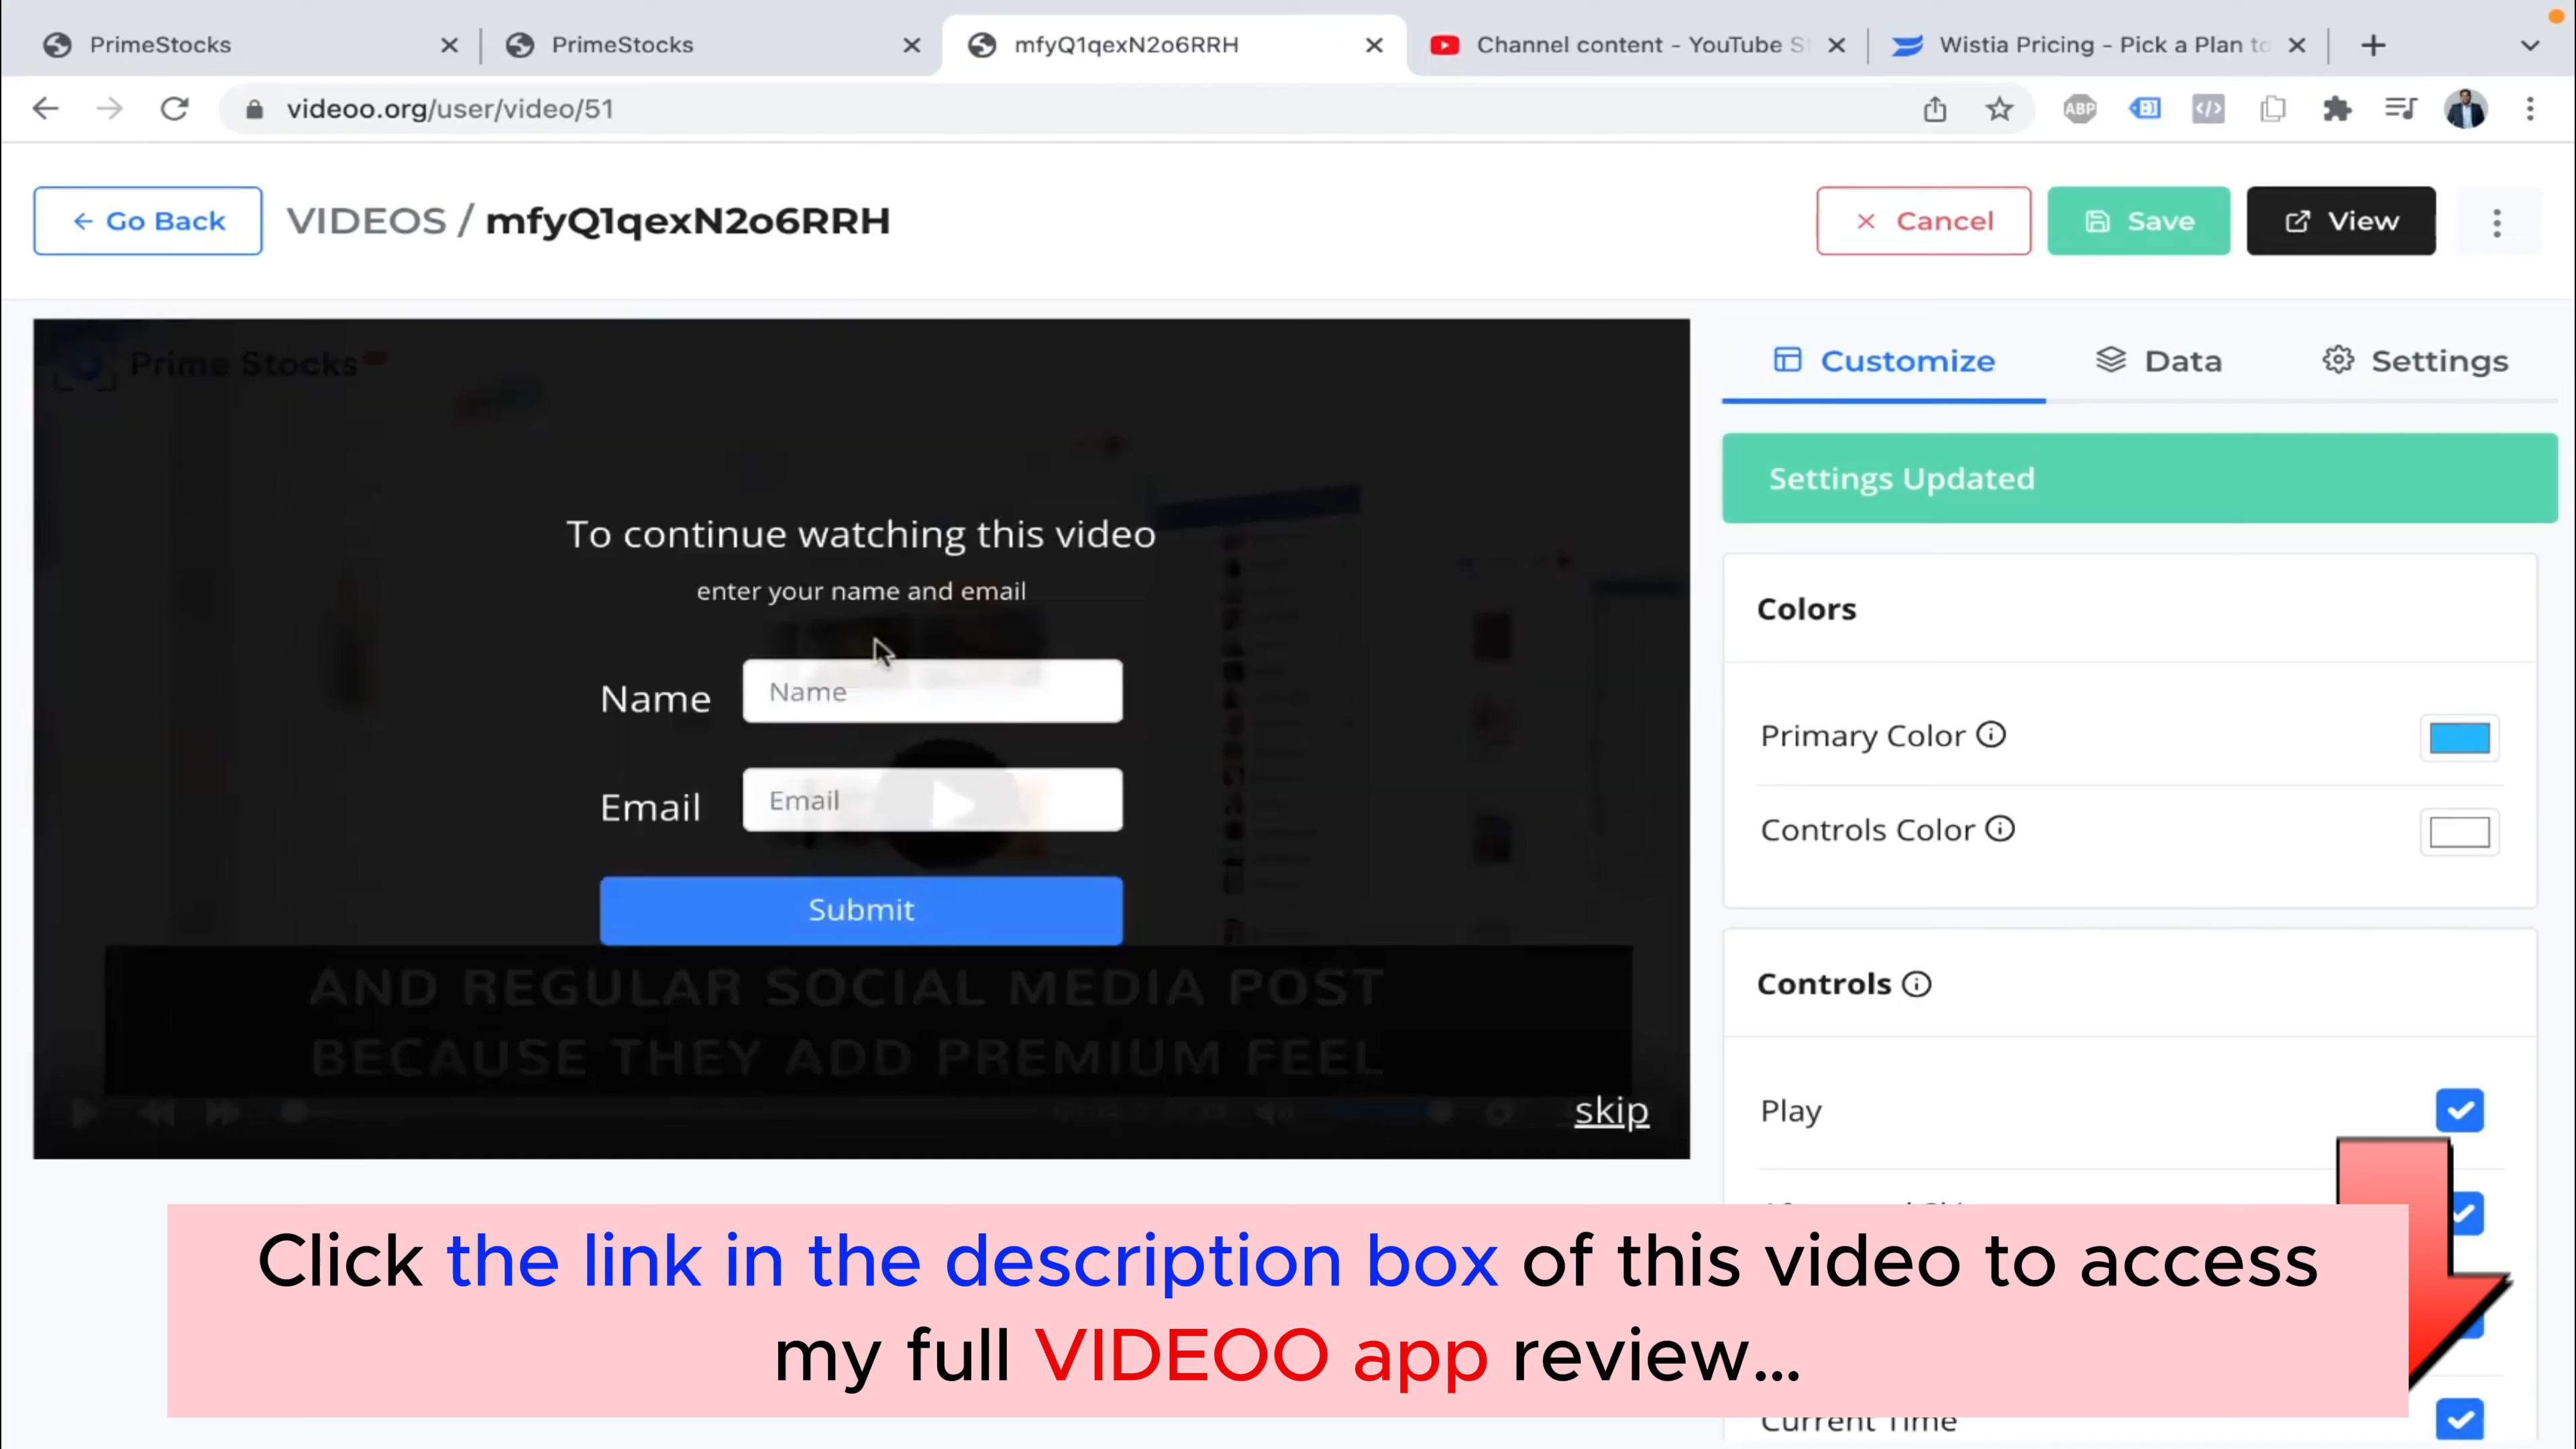 PrimeStocks
PrimeStocks
mfyQ1qexN2o6RRH
Channel content - YouTube S
Wistia Pricing - Pick a Plan to
videoo.org/user/video/51
ABP
Go Back
VIDEOS / mfyQ1qexN2o6RRH
Cancel
Save
View
Prime Stocks
To continue watching this video
enter your name and email
Name
Name
Email
Email
Submit
AND REGULAR SOCIAL MEDIA POST
BECAUSE THEY ADD PREMIUM FEEL
skip
Customize
Data
Settings
Settings Updated
Colors
Primary Color
Controls Color
Controls
Play
Click the link in the description box of this video to access
my full VIDEOO app review...
Current Time